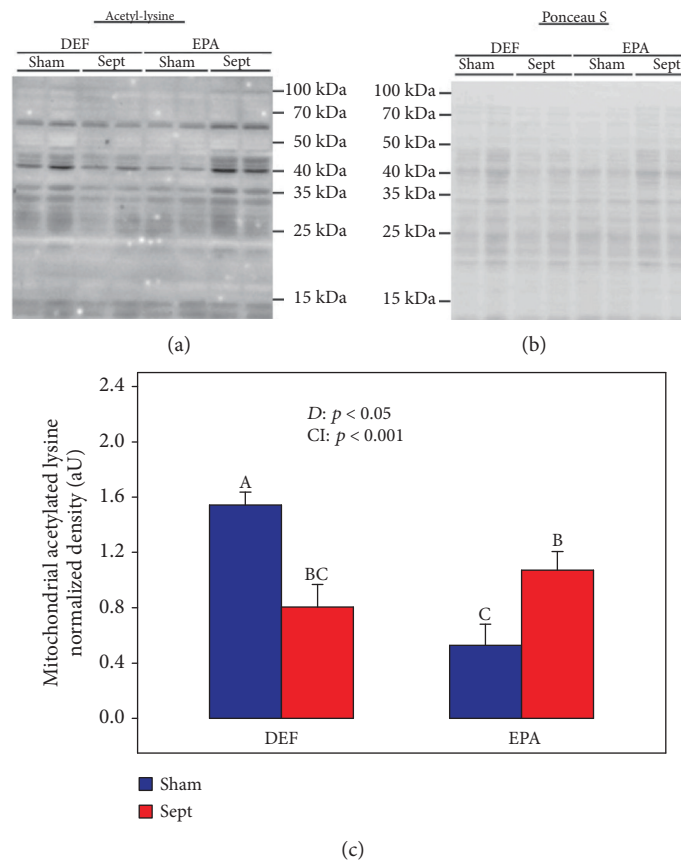 Acetyl-lysine
DEF EPA
Sham Sept Sham Sept
100 kDa
70 kDa
50 kDa
40 kDa
35 kDa
25 kDa
15 kDa
(a)
Ponceau S
DEF EPA
Sham Sept Sham Sept
100 kDa
70 kDa
50 kDa
40 kDa
35 kDa
25 kDa
15 kDa
(b)
Mitochondrial acetylated lysine
normalized density (aU)
2.4
2.0
1.6
1.2
0.8
0.4
0.0
D: p < 0.05
CI: p < 0.001
A
BC
C
B
DEF EPA
Sham
Sept
(c)